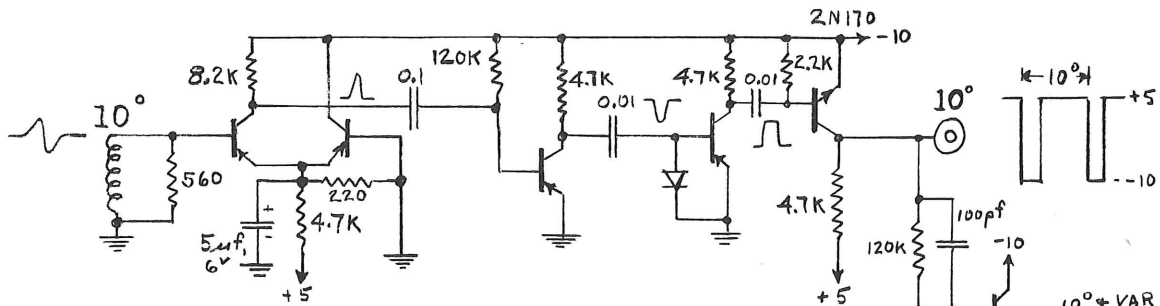 2N170
-10
8.2K
120K
4.7K
4.7K
0.01
2.2K
0.1
0.01
10°
10°
10°
+5
560
220
4.7K
4.7K
--10
5μf,
6V
+5
+5
100pf
120K
-10
10° & VAR